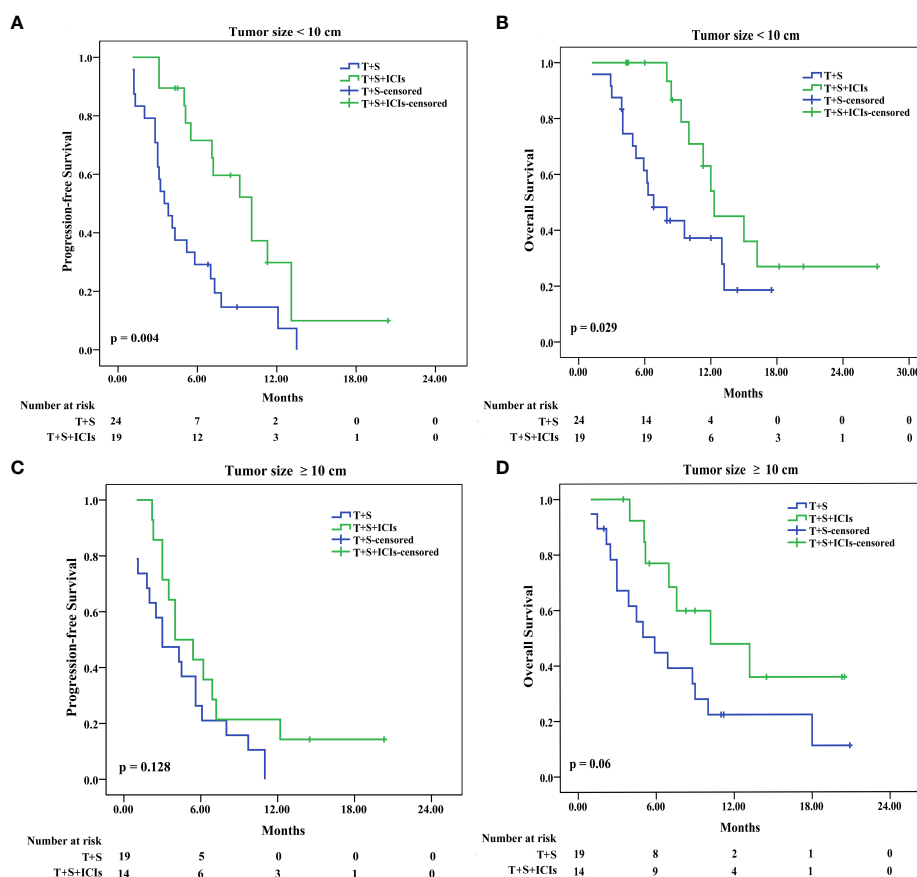 A
Tumor size < 10 cm
T+S
T+S+ICIs
T+S-censored
T+S+ICIs-censored
Progression-free Survival
1.0
0.8
0.6
0.4
0.2
0.0
p = 0.004
0.00 6.00 12.00 18.00 24.00
Months
Number at risk
T+S 24 7 2 0 0
T+S+ICIs 19 12 3 1 0
B
Tumor size < 10 cm
T+S
T+S+ICIs
T+S-censored
T+S+ICIs-censored
Overall Survival
1.0
0.8
0.6
0.4
0.2
0.0
p = 0.029
0.00 6.00 12.00 18.00 24.00 30.00
Months
Number at risk
T+S 24 14 4 0 0 0
T+S+ICIs 19 19 6 3 1 0
C
Tumor size ≥ 10 cm
T+S
T+S+ICIs
T+S-censored
T+S+ICIs-censored
Progression-free Survival
1.0
0.8
0.6
0.4
0.2
0.0
p = 0.128
0.00 6.00 12.00 18.00 24.00
Months
Number at risk
T+S 19 5 0 0 0
T+S+ICIs 14 6 3 1 0
D
Tumor size ≥ 10 cm
T+S
T+S+ICIs
T+S-censored
T+S+ICIs-censored
Overall Survival
1.0
0.8
0.6
0.4
0.2
0.0
p = 0.06
0.00 6.00 12.00 18.00 24.00
Months
Number at risk
T+S 19 8 2 1 0
T+S+ICIs 14 9 4 1 0